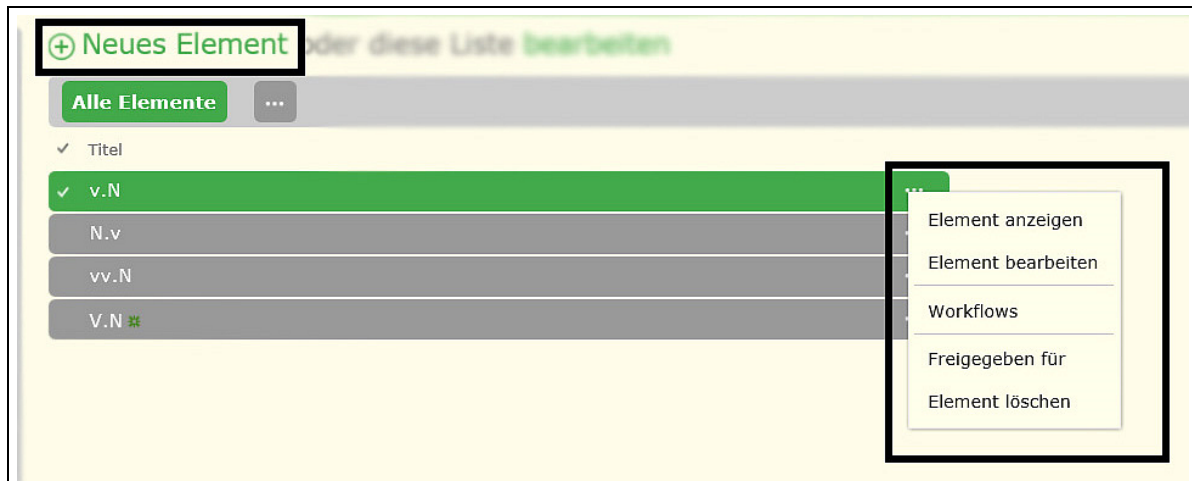 Neues Element oder diese Liste bearbeiten
Alle Elemente ...
Titel
v.N ...
N.v
vv.N
V.N
Element anzeigen
Element bearbeiten
Workflows
Freigegeben für
Element löschen